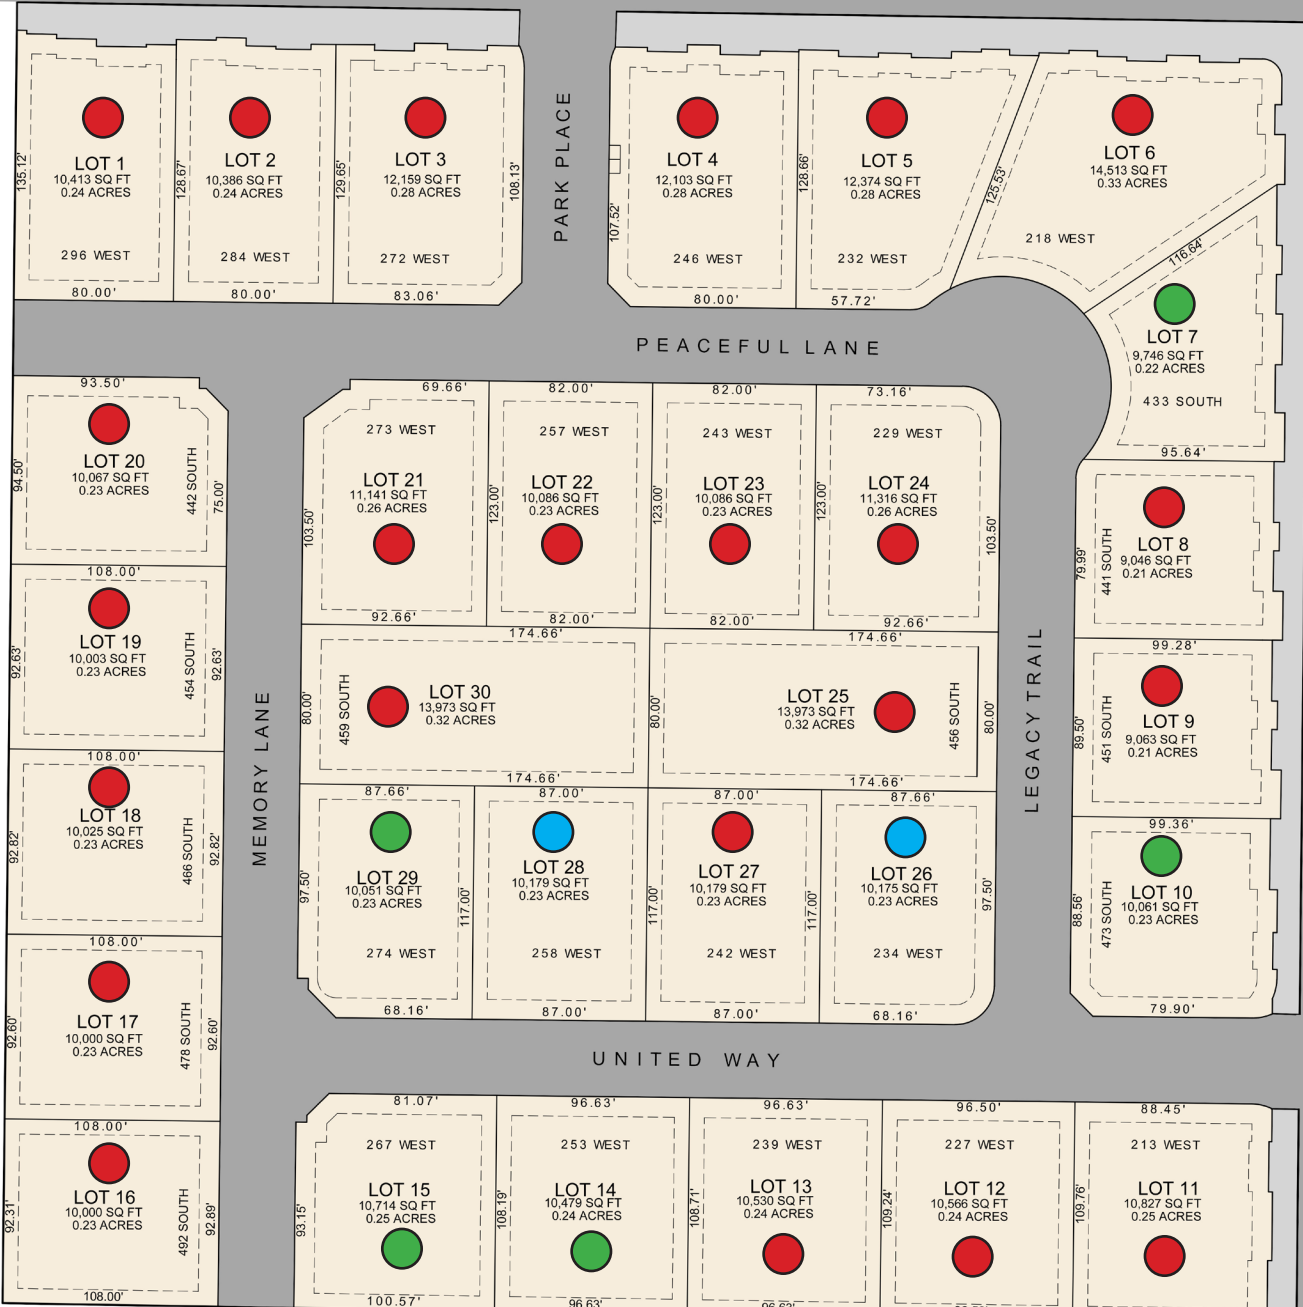 LOT 1
10,413 SQ FT
0.24 ACRES
296 WEST
135.12'
80.00'
LOT 2
10,386 SQ FT
0.24 ACRES
284 WEST
128.67'
80.00'
LOT 3
12,159 SQ FT
0.28 ACRES
272 WEST
129.65'
108.13'
83.06'
PARK PLACE
LOT 4
12,103 SQ FT
0.28 ACRES
246 WEST
107.52'
80.00'
LOT 5
12,374 SQ FT
0.28 ACRES
232 WEST
128.66'
57.72'
125.53'
LOT 6
14,513 SQ FT
0.33 ACRES
218 WEST
116.64'
LOT 7
9,746 SQ FT
0.22 ACRES
433 SOUTH
95.64'
PEACEFUL LANE
93.50'
LOT 20
10,067 SQ FT
0.23 ACRES
94.50'
442 SOUTH
75.00'
108.00'
69.66'
273 WEST
LOT 21
11,141 SQ FT
0.26 ACRES
103.50'
92.66'
82.00'
257 WEST
LOT 22
10,086 SQ FT
0.23 ACRES
123.00'
82.00'
82.00'
243 WEST
LOT 23
10,086 SQ FT
0.23 ACRES
123.00'
82.00'
73.16'
229 WEST
LOT 24
11,316 SQ FT
0.26 ACRES
123.00'
103.50'
92.66'
LOT 8
9,046 SQ FT
0.21 ACRES
79.99'
441 SOUTH
99.28'
LOT 19
10,003 SQ FT
0.23 ACRES
92.63'
454 SOUTH
92.63'
108.00'
174.66'
LOT 30
13,973 SQ FT
0.32 ACRES
80.00'
459 SOUTH
174.66'
174.66'
LOT 25
13,973 SQ FT
0.32 ACRES
80.00'
456 SOUTH
80.00'
174.66'
LEGACY TRAIL
LOT 9
9,063 SQ FT
0.21 ACRES
89.50'
451 SOUTH
99.36'
MEMORY LANE
LOT 18
10,025 SQ FT
0.23 ACRES
92.82'
466 SOUTH
92.82'
108.00'
87.66'
LOT 29
10,051 SQ FT
0.23 ACRES
97.50'
274 WEST
68.16'
87.00'
LOT 28
10,179 SQ FT
0.23 ACRES
117.00'
258 WEST
87.00'
87.00'
LOT 27
10,179 SQ FT
0.23 ACRES
117.00'
242 WEST
87.00'
87.66'
LOT 26
10,175 SQ FT
0.23 ACRES
117.00'
97.50'
234 WEST
68.16'
LOT 10
10,061 SQ FT
0.23 ACRES
88.56'
473 SOUTH
79.90'
LOT 17
10,000 SQ FT
0.23 ACRES
92.60'
478 SOUTH
92.60'
108.00'
UNITED WAY
LOT 16
10,000 SQ FT
0.23 ACRES
92.31'
492 SOUTH
92.89'
108.00'
81.07'
267 WEST
LOT 15
10,714 SQ FT
0.25 ACRES
93.15'
100.57'
96.63'
253 WEST
LOT 14
10,479 SQ FT
0.24 ACRES
108.19'
96.63'
96.63'
239 WEST
LOT 13
10,530 SQ FT
0.24 ACRES
108.71'
96.63'
96.50'
227 WEST
LOT 12
10,566 SQ FT
0.24 ACRES
109.24'
88.45'
213 WEST
LOT 11
10,827 SQ FT
0.25 ACRES
109.76'